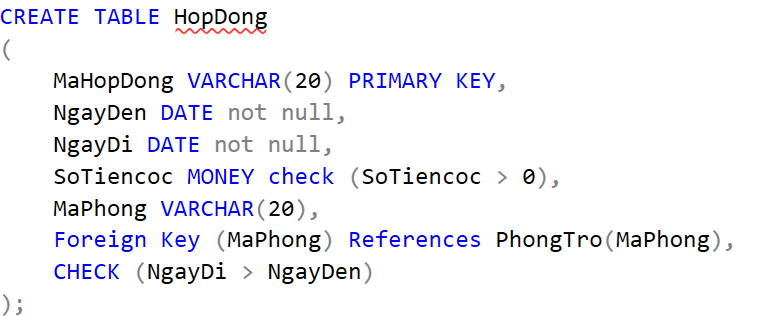 CREATE TABLE HopDong
(
    MaHopDong VARCHAR(20) PRIMARY KEY,
    NgayDen DATE not null,
    NgayDi DATE not null,
    SoTiencoc MONEY check (SoTiencoc > 0),
    MaPhong VARCHAR(20),
    Foreign Key (MaPhong) References PhongTro(MaPhong),
    CHECK (NgayDi > NgayDen)
);